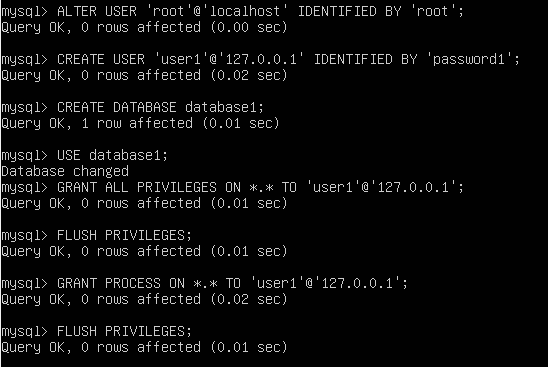 mysql> ALTER USER 'root'@'localhost' IDENTIFIED BY 'root';
Query OK, 0 rows affected (0.00 sec)
mysql> CREATE USER 'user1'@'127.0.0.1' IDENTIFIED BY 'password1';
Query OK, 0 rows affected (0.02 sec)
mysql> CREATE DATABASE database1;
Query OK, 1 row affected (0.01 sec)
mysql> USE database1;
Database changed
mysql> GRANT ALL PRIVILEGES ON *.* TO 'user1'@'127.0.0.1';
Query OK, 0 rows affected (0.01 sec)
mysql> FLUSH PRIVILEGES;
Query OK, 0 rows affected (0.01 sec)
mysql> GRANT PROCESS ON *.* TO 'user1'@'127.0.0.1';
Query OK, 0 rows affected (0.02 sec)
mysql> FLUSH PRIVILEGES;
Query OK, 0 rows affected (0.01 sec)